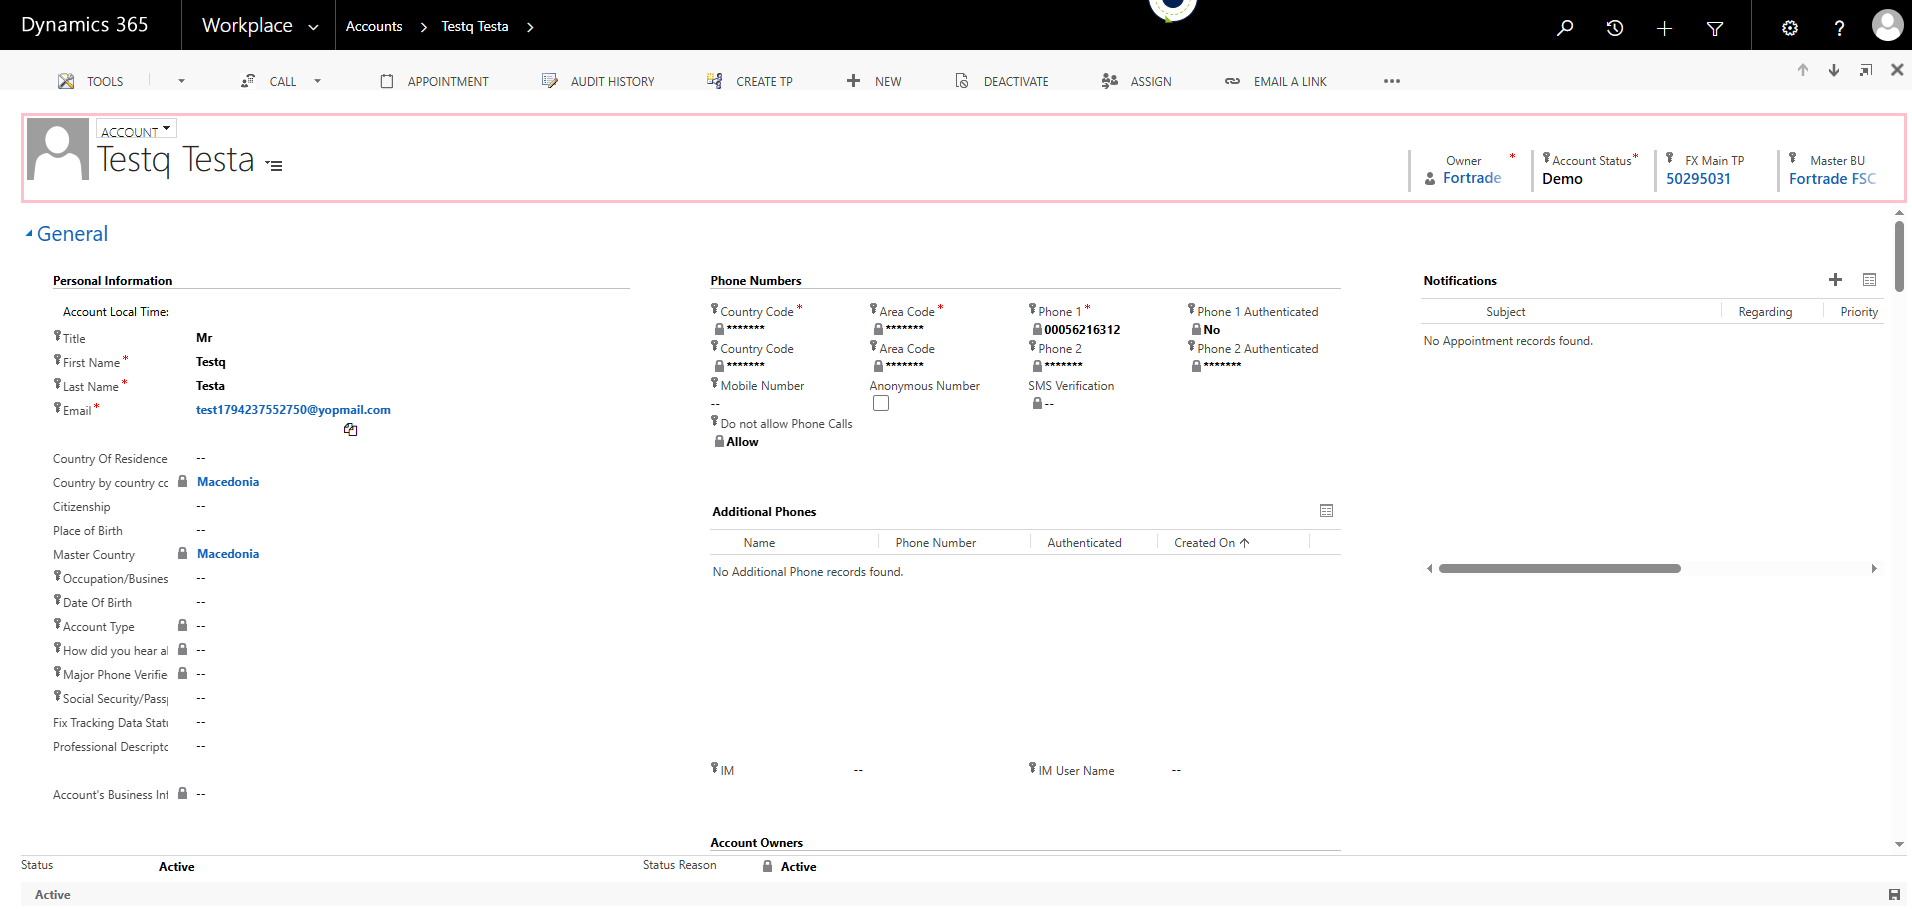 Dynamics 365 Workplace Accounts Testq Testa
TOOLS CALL APPOINTMENT AUDIT HISTORY CREATE TP NEW DEACTIVATE ASSIGN EMAIL A LINK
ACCOUNT
Testq Testa
Owner * Account Status * FX Main TP Master BU
Fortrade Demo 50295031 Fortrade FSC
General
Personal Information
Account Local Time:
Title Mr
First Name * Testq
Last Name * Testa
Email * test1794237552750@yopmail.com
Country Of Residence --
Country by country cc Macedonia
Citizenship --
Place of Birth --
Master Country Macedonia
Occupation/Busines --
Date Of Birth --
Account Type --
How did you hear al --
Major Phone Verifie --
Social Security/Pass --
Fix Tracking Data Statu --
Professional Descripto --
Account's Business Inf --
Phone Numbers
Country Code * Area Code * Phone 1 * Phone 1 Authenticated
******* ******* 00056216312 No
Country Code Area Code Phone 2 Phone 2 Authenticated
******* ******* ******* *******
Mobile Number Anonymous Number SMS Verification
-- --
Do not allow Phone Calls
Allow
Additional Phones
Name Phone Number Authenticated Created On
No Additional Phone records found.
IM -- IM User Name --
Account Owners
Notifications
Subject Regarding Priority
No Appointment records found.
Status Active Status Reason Active
Active